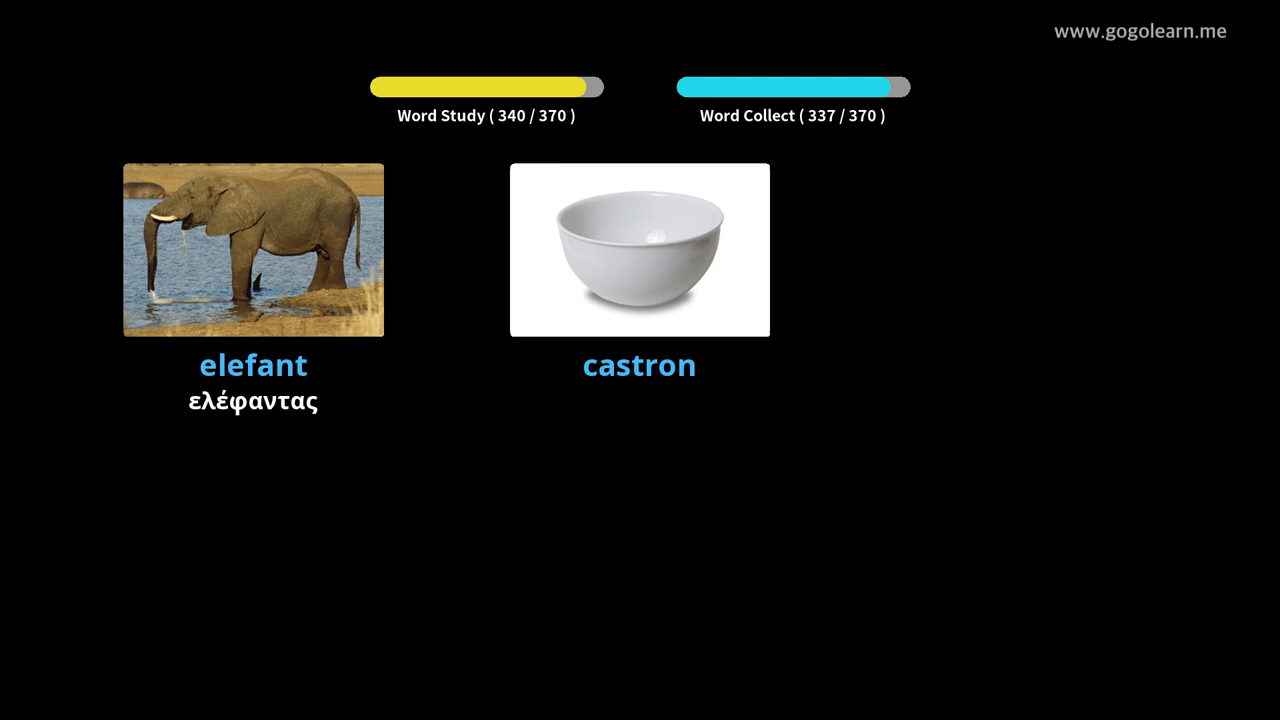 www.gogolearn.me
Word Study ( 340 / 370 )
Word Collect ( 337 / 370 )
elefant
ελέφαντας
castron